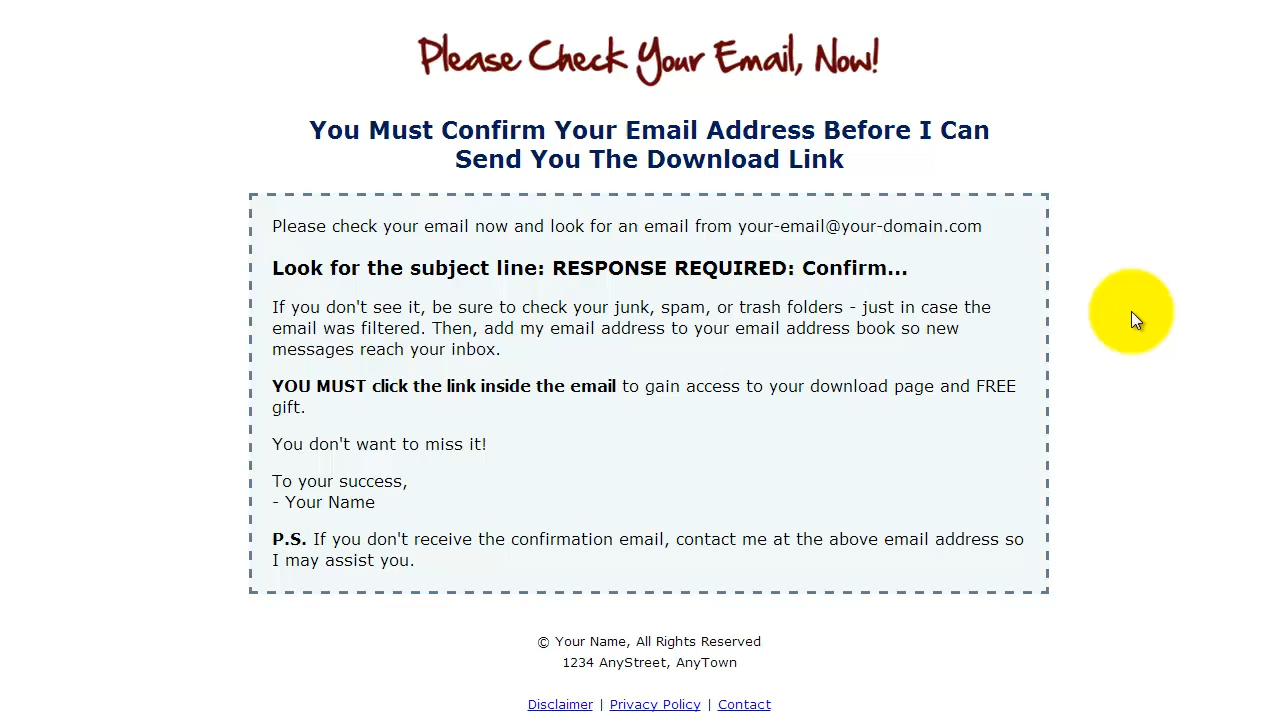 Please Check Your Email, Now!
You Must Confirm Your Email Address Before I Can
Send You The Download Link
Please check your email now and look for an email from your-email@your-domain.com
Look for the subject line: RESPONSE REQUIRED: Confirm...
If you don't see it, be sure to check your junk, spam, or trash folders - just in case the
email was filtered. Then, add my email address to your email address book so new
messages reach your inbox.
YOU MUST click the link inside the email to gain access to your download page and FREE
gift.
You don't want to miss it!
To your success,
- Your Name
P.S. If you don't receive the confirmation email, contact me at the above email address so
I may assist you.
© Your Name, All Rights Reserved
1234 AnyStreet, AnyTown
Disclaimer | Privacy Policy | Contact